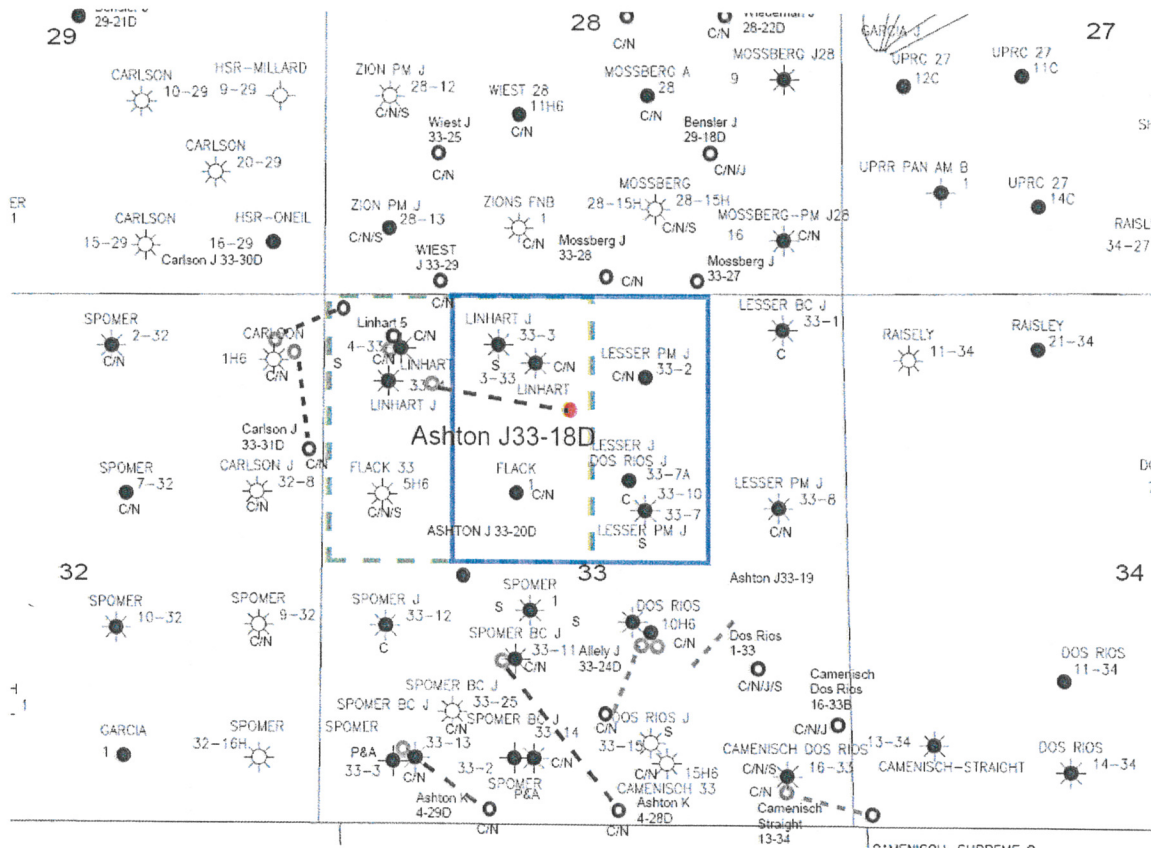 29-21D
29
28
C/N
28-22D
C/N
GARCIA J
27
CARLSON
10-29
HSR-MILLARD
9-29
ZION PM J
28-12
C/N/S
WIEST 28
11H6
C/N
MOSSBERG A
28
C/N
MOSSBERG J28
9
UPRC 27
12C
UPRC 27
11C
Wiest J
33-25
C/N
Bensler J
29-18D
C/N/J
CARLSON
20-29
MOSSBERG
28-15H
28-15H
C/N/S
UPRR PAN AM B
1
UPRC 27
14C
ER
1
CARLSON
15-29
HSR-ONEIL
16-29
Carlson J 33-30D
ZION PM J
28-13
C/N/S
ZIONS FNB
1
C/N
MOSSBERG-PM J28
16
C/N
34-27
WIEST
J 33-29
C/N
Mossberg J
33-28
C/N
Mossberg J
33-27
SPOMER
2-32
C/N
CARLSON
1H6
C/N
S
Linhart 5
4-33
C/N
C/N
LINHART
LINHART J
LINHART J
33-3
S
3-33
C/N
LINHART
LESSER PM J
33-2
C/N
LESSER BC J
33-1
C
RAISELY
11-34
RAISLEY
21-34
Ashton J33-18D
Carlson J
33-31D
C/N
SPOMER
7-32
C/N
CARLSON J
32-8
C/N
FLACK 33
5H6
C/N/S
FLACK
1
C/N
LESSER J
DOS RIOS J
33-7A
C
33-10
33-7
LESSER PM J
S
LESSER PM J
33-8
C/N
ASHTON J 33-20D
32
33
34
Ashton J33-19
SPOMER
10-32
SPOMER
9-32
C/N
SPOMER J
33-12
C
SPOMER
1
S
S
DOS RIOS
10H6
C/N
SPOMER BC J
33-11
C/N
Allely J
33-24D
Dos Rios
1-33
C/N/J/S
DOS RIOS
11-34
Camenisch
Dos Rios
16-33B
C/N/J
H
1
GARCIA
1
SPOMER
32-16H
SPOMER BC J
33-25
C/N
SPOMER BC J
SPOMER
P&A
33-3
33-13
C/N
SPOMER BC J
33-14
33-2
C/N
SPOMER
P&A
C/N
DOS RIOS J
S
33-15
C/N
15H6
CAMENISCH 33
CAMENISCH DOS RIOS
C/N/S
16-33
C/N
13-34
CAMENISCH-STRAIGHT
DOS RIOS
14-34
Ashton K
4-29D
C/N
Ashton K
4-28D
C/N
Camenisch
Straight
13-34
C/N